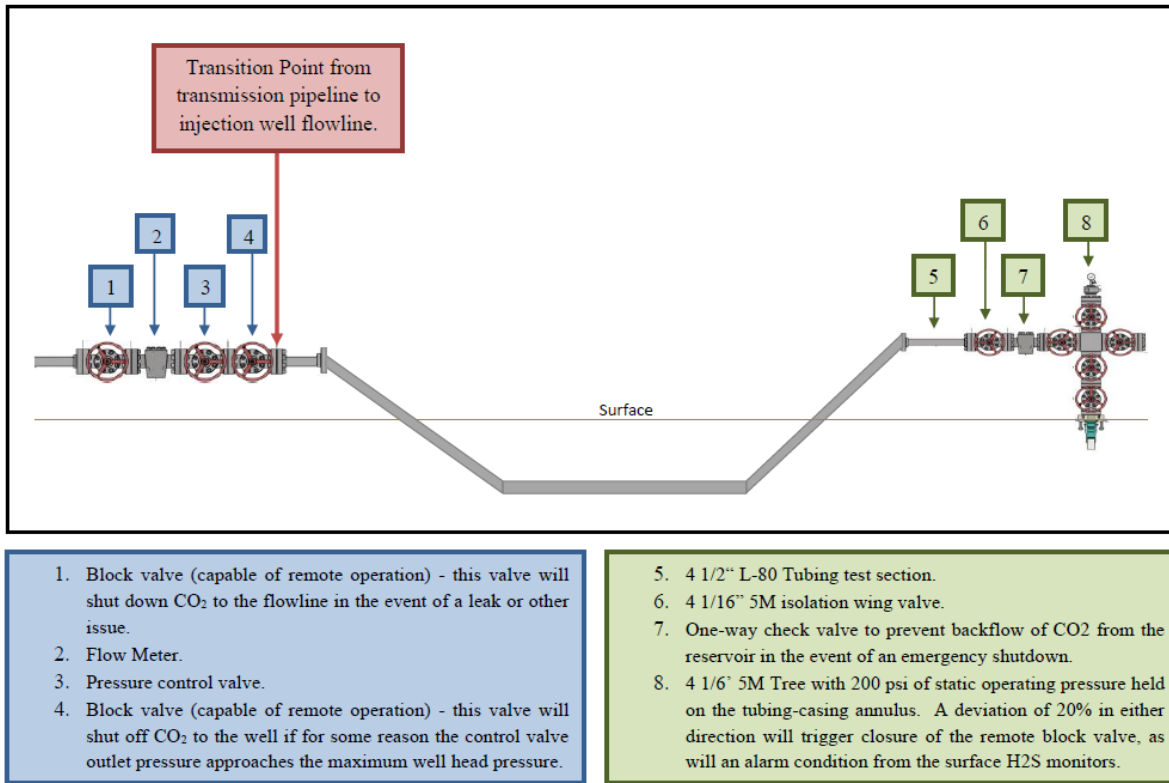 Transition Point from
transmission pipeline to
injection well flowline.
1
2
3
4
5
6
7
8
Surface
1. Block valve (capable of remote operation) - this valve will
shut down CO₂ to the flowline in the event of a leak or other
issue.
2. Flow Meter.
3. Pressure control valve.
4. Block valve (capable of remote operation) - this valve will
shut off CO₂ to the well if for some reason the control valve
outlet pressure approaches the maximum well head pressure.
5. 4 1/2“ L-80 Tubing test section.
6. 4 1/16” 5M isolation wing valve.
7. One-way check valve to prevent backflow of CO2 from the
reservoir in the event of an emergency shutdown.
8. 4 1/6’ 5M Tree with 200 psi of static operating pressure held
on the tubing-casing annulus. A deviation of 20% in either
direction will trigger closure of the remote block valve, as
will an alarm condition from the surface H2S monitors.